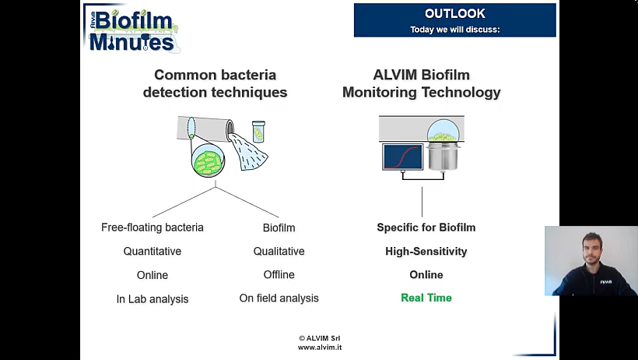 ALVIM
Biofilm
Minutes
OUTLOOK
Today we will discuss:
Common bacteria
detection techniques
ALVIM Biofilm
Monitoring Technology
Free-floating bacteria
Quantitative
Online
In Lab analysis
Biofilm
Qualitative
Offline
On field analysis
Specific for Biofilm
High-Sensitivity
Online
Real Time
© ALVIM Srl
www.alvim.it